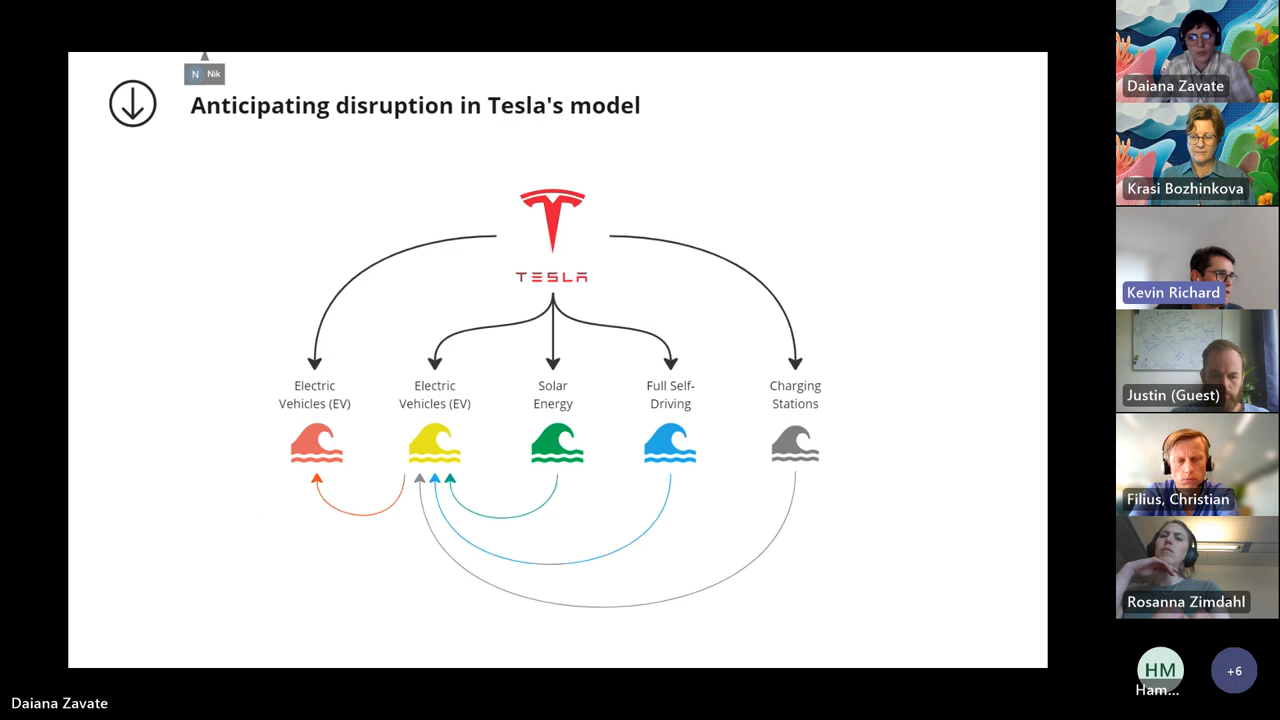 N Nik
Anticipating disruption in Tesla's model
TESLA
Electric
Vehicles (EV)
Electric
Vehicles (EV)
Solar
Energy
Full Self-
Driving
Charging
Stations
Daiana Zavate
Krasi Bozhinkova
Kevin Richard
Justin (Guest)
Filius, Christian
Rosanna Zimdahl
HM
Ham...
+6
Daiana Zavate